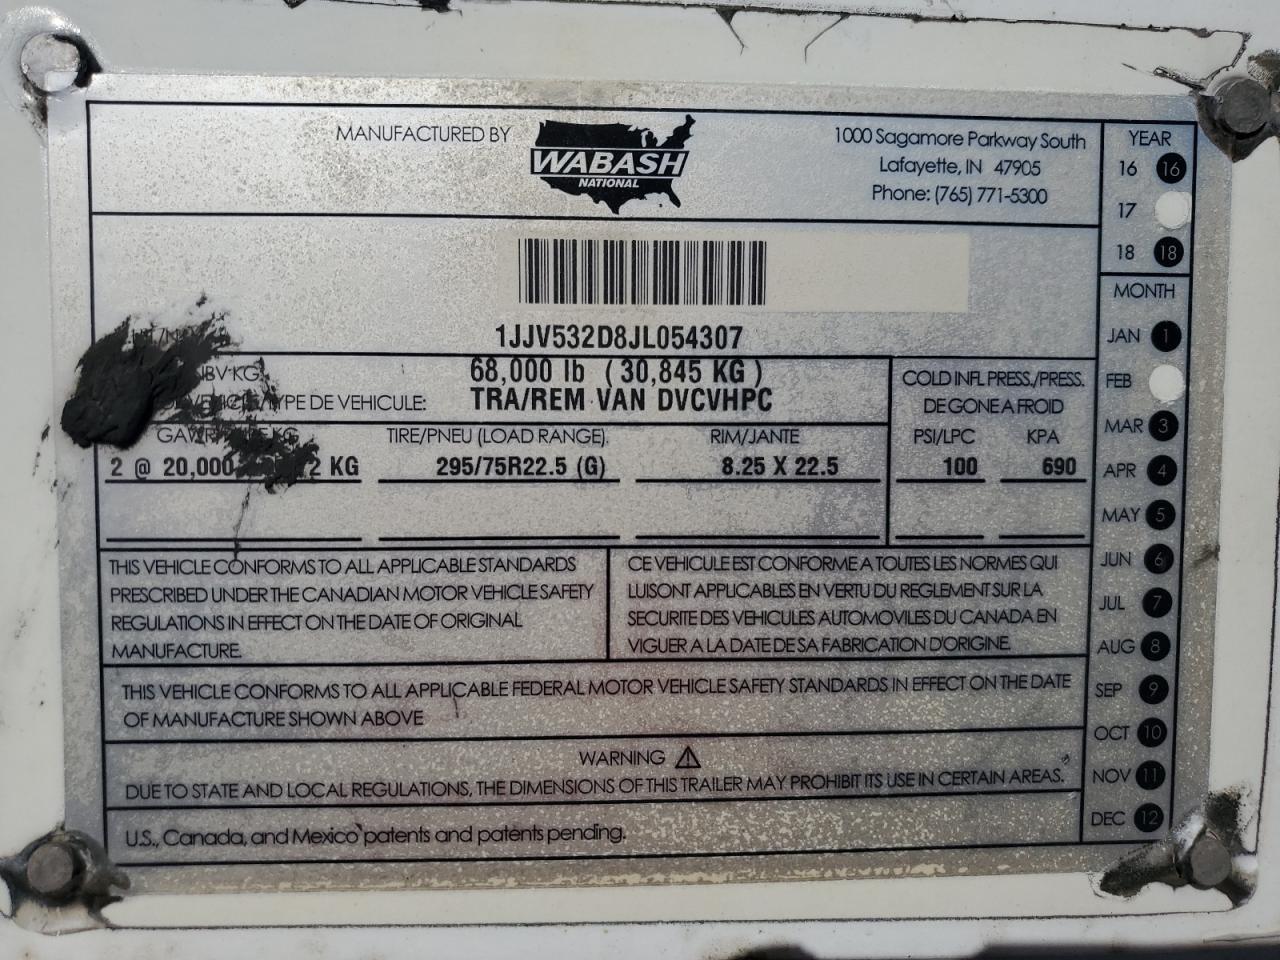 MANUFACTURED BY
WABASH
NATIONAL
1000 Sagamore Parkway South
Lafayette, IN 47905
Phone: (765) 771-5300
1JJV532D8JL054307
68,000 lb (30,845 KG)
TYPE DE VEHICULE: TRA/REM VAN DVCVHPC
TIRE/PNEU (LOAD RANGE).
RIM/JANTE
COLD INFL PRESS./PRESS.
DE GONE A FROID
PSI/LPC KPA
2 @ 20,000 KG
295/75R22.5 (G)
8.25 X 22.5
100 690
THIS VEHICLE CONFORMS TO ALL APPLICABLE STANDARDS
PRESCRIBED UNDER THE CANADIAN MOTOR VEHICLE SAFETY
REGULATIONS IN EFFECT ON THE DATE OF ORIGINAL
MANUFACTURE.
CE VEHICULE EST CONFORME A TOUTES LES NORMES QUI
LUISONT APPLICABLES EN VERTU DU REGLEMENT SUR LA
SECURITE DES VEHICULES AUTOMOVILES DU CANADA EN
VIGUER A LA DATE DE SA FABRICATION D'ORIGINE.
THIS VEHICLE CONFORMS TO ALL APPLICABLE FEDERAL MOTOR VEHICLE SAFETY STANDARDS IN EFFECT ON THE DATE
OF MANUFACTURE SHOWN ABOVE
WARNING
DUE TO STATE AND LOCAL REGULATIONS, THE DIMENSIONS OF THIS TRAILER MAY PROHIBIT ITS USE IN CERTAIN AREAS.
U.S., Canada, and Mexico patents and patents pending.
YEAR
16 16
17
18 18
MONTH
JAN 1
FEB
MAR 3
APR 4
MAY 5
JUN 6
JUL 7
AUG 8
SEP 9
OCT 10
NOV 11
DEC 12